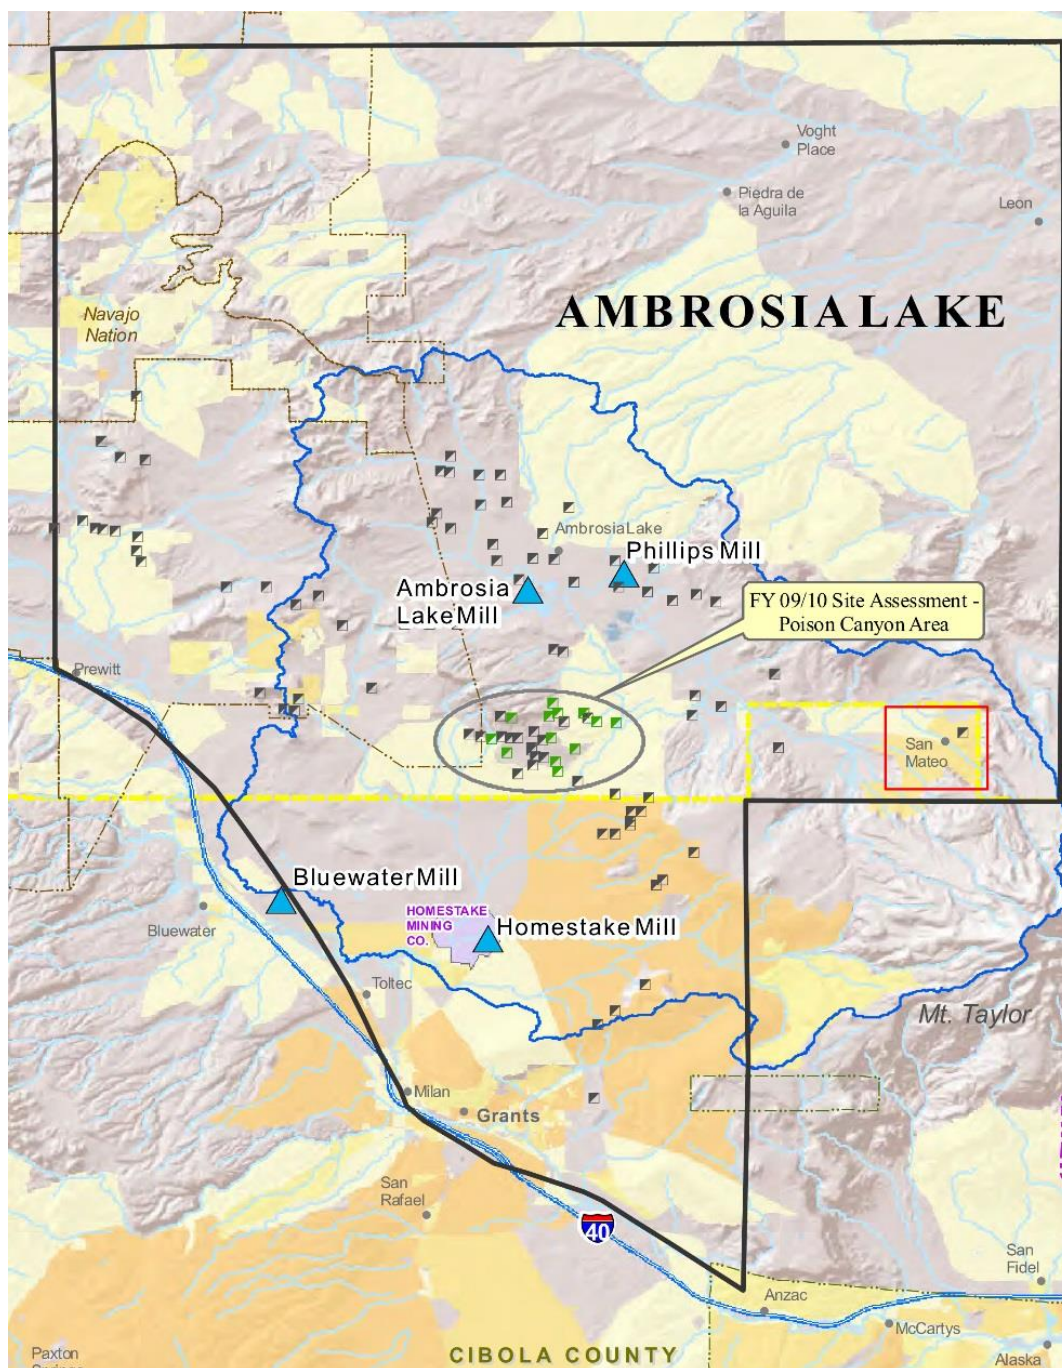 Voght
Place
Piedra de
la Aguila
Leon
Navajo
Nation
AMBROSIA LAKE
Ambrosia Lake
Phillips Mill
Ambrosia
Lake Mill
FY 09/10 Site Assessment -
Poison Canyon Area
Prewitt
San
Mateo
Bluewater Mill
HOMESTAKE
MINING
CO.
Homestake Mill
Bluewater
Toltec
Mt. Taylor
Milan
Grants
San
Rafael
40
San
Fidel
Anzac
McCartys
Paxton
CIBOLA COUNTY
Alaska